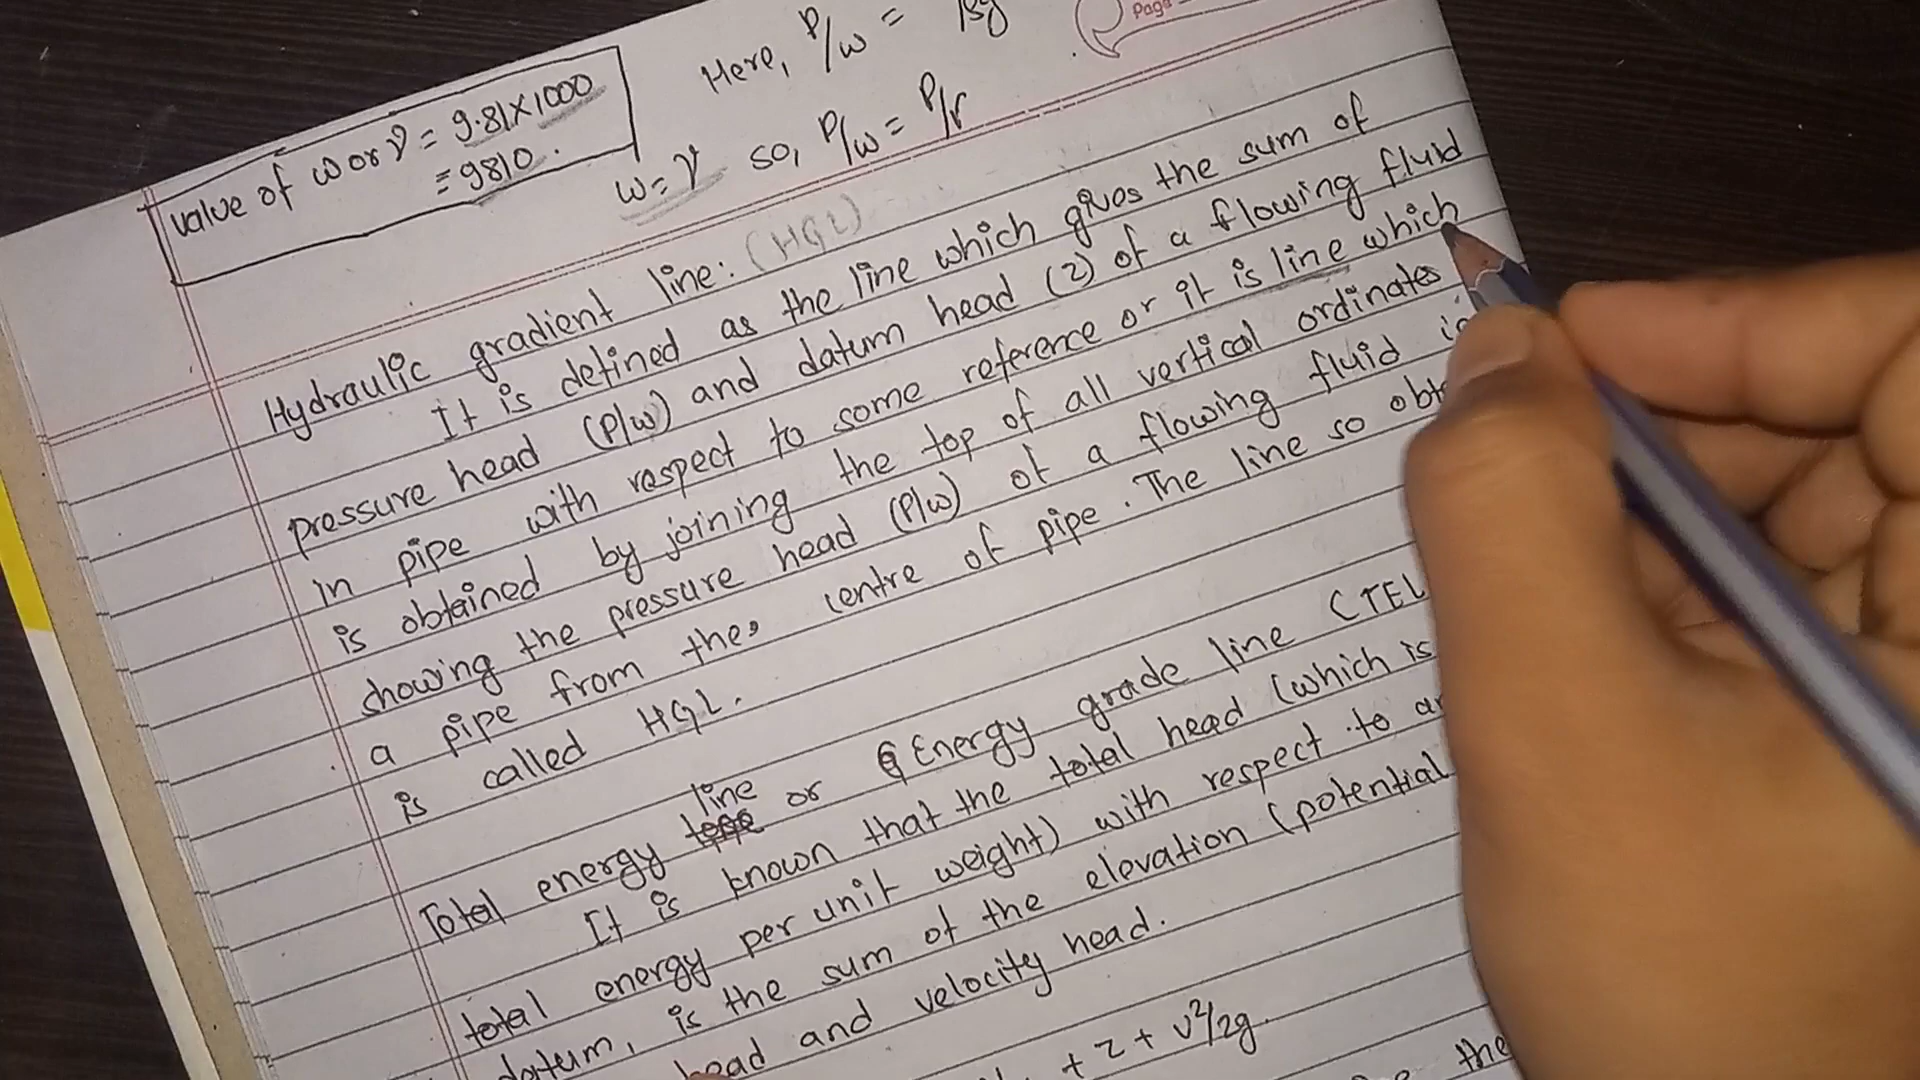 Page
Here, P/w = P/ρg
value of w or γ = 9.81×1000
= 9810.
w = γ so, P/w = P/r
Hydraulic gradient line: (HGL)
It is defined as the line which gives the sum of
pressure head (P/w) and datum head (z) of a flowing fluid
in pipe with respect to some reference or it is line which
is obtained by joining the top of all vertical ordinates
showing the pressure head (P/w) of a flowing fluid
a pipe from the, centre of pipe. The line so
is called HGL.
line
Total energy or Energy grade line (TEL
It is known that the total head (which is
total energy per unit weight) with respect to
datum, is the sum of the elevation (potential
head and velocity head.
+ z + v²/2g.
the